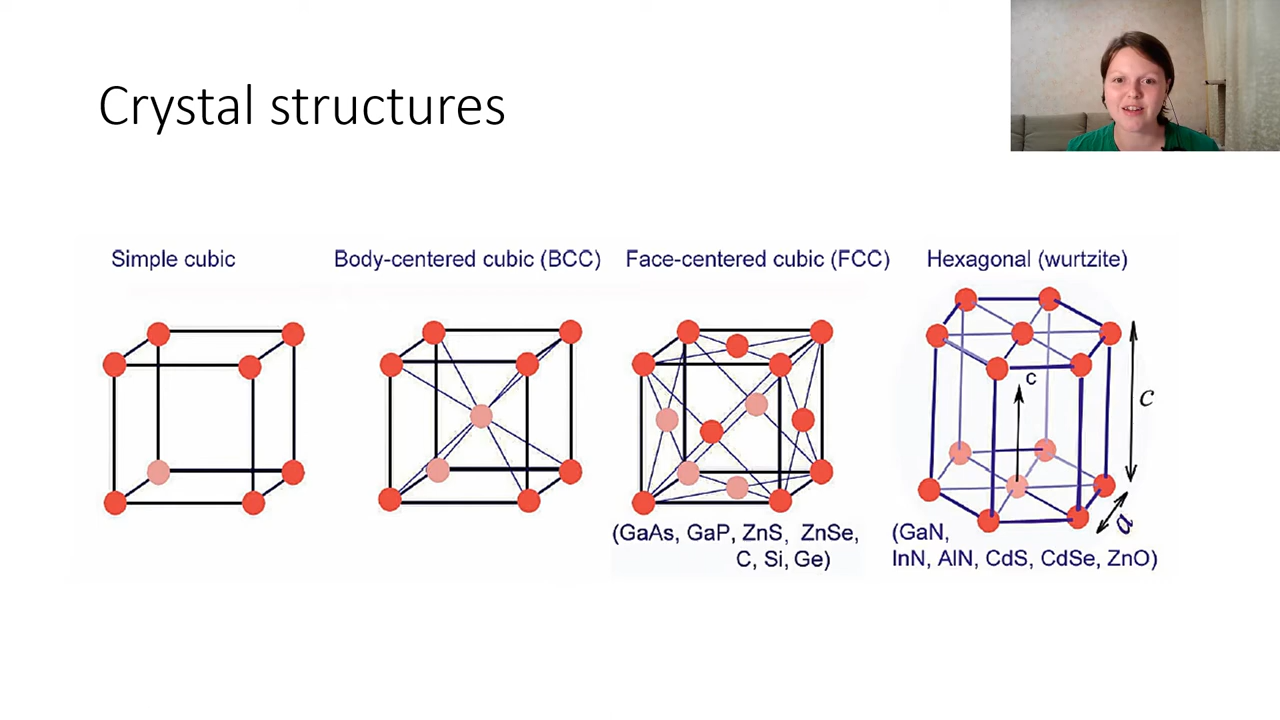 Crystal structures
Simple cubic
Body-centered cubic (BCC)
Face-centered cubic (FCC)
Hexagonal (wurtzite)
c
c
a
(GaAs, GaP, ZnS, ZnSe,
C, Si, Ge)
(GaN,
InN, AlN, CdS, CdSe, ZnO)